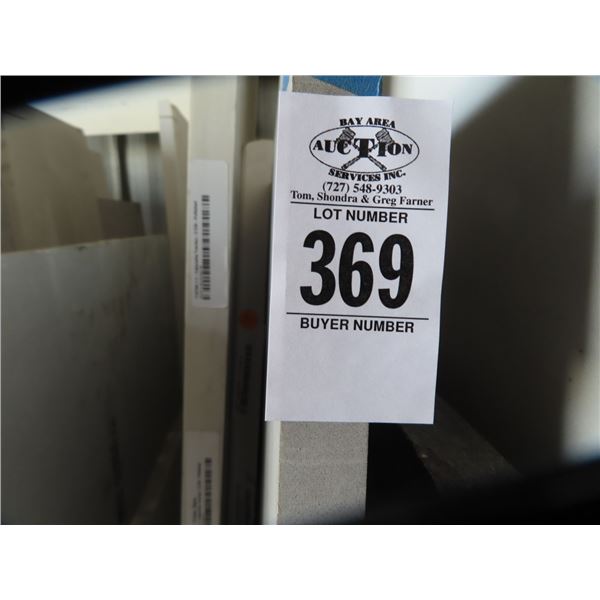 BAY AREA
AUCTION
SERVICES INC.
(727) 548-9303
Tom, Shondra & Greg Farner
LOT NUMBER
369
BUYER NUMBER